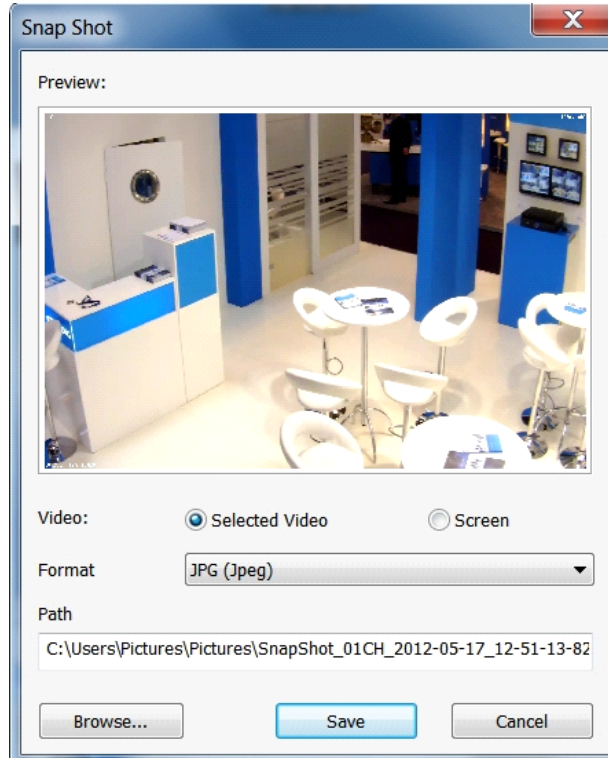 Snap Shot
X
Preview:
Video: Selected Video Screen
Format JPG (Jpeg)
Path
C:\Users\Pictures\Pictures\SnapShot_01CH_2012-05-17_12-51-13-82
Browse... Save Cancel